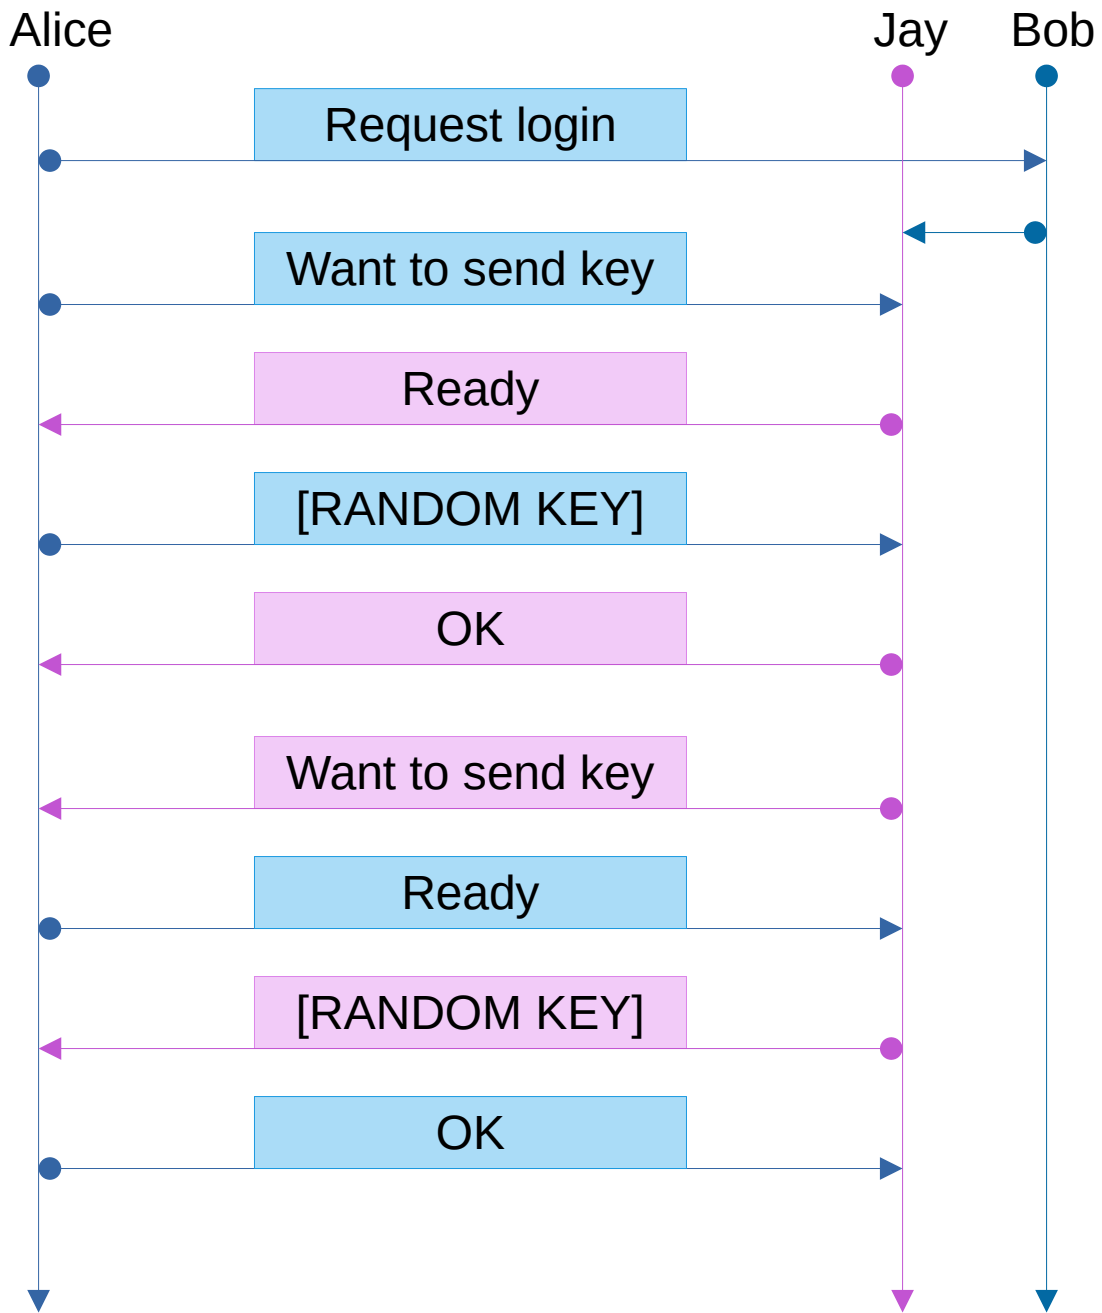 Alice Jay Bob
Request login
Want to send key
Ready
[RANDOM KEY]
OK
Want to send key
Ready
[RANDOM KEY]
OK